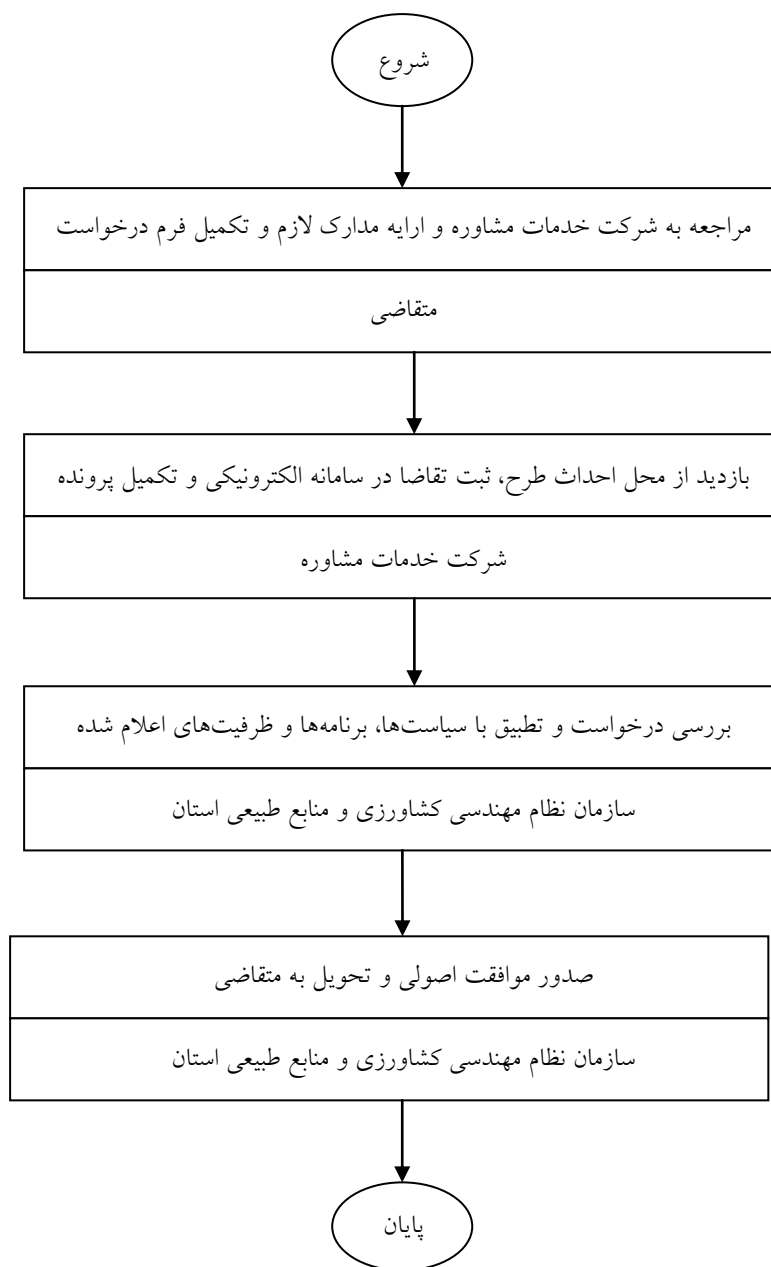 شروع
مراجعه به شرکت خدمات مشاوره و ارایه مدارک لازم و تکمیل فرم درخواست
متقاضی
بازدید از محل احداث طرح، ثبت تقاضا در سامانه الکترونیکی و تکمیل پرونده
شرکت خدمات مشاوره
بررسی درخواست و تطبیق با سیاست‌ها، برنامه‌ها و ظرفیت‌های اعلام شده
سازمان نظام مهندسی کشاورزی و منابع طبیعی استان
صدور موافقت اصولی و تحویل به متقاضی
سازمان نظام مهندسی کشاورزی و منابع طبیعی استان
پایان